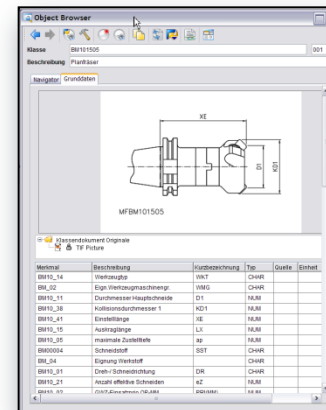 Object Browser
Klasse BM101505 001
Beschreibung Planfräser
Navigator Grunddaten
XE
D1
KD1
MFBM101505
Klassendokument Originale
TIF Picture
Merkmal Beschreibung Kurzbezeichnung Typ Quelle Einheit
BM10_14 Werkzeugtyp WKT CHAR
BM_02 Eign.Werkzeugmaschinengr. WMG CHAR
BM10_11 Durchmesser Hauptschneide D1 NUM
BM10_38 Kollisionsdurchmesser 1 KD1 NUM
BM10_41 Einstelllänge XE NUM
BM10_15 Auskraglänge LX NUM
BM10_05 maximale Zustelltiefe ap NUM
BM00004 Schneidstoff SST CHAR
BM_04 Eignung Werkstoff CHAR
BM10_01 Dreh-/ Schneidrichtung DR CHAR
BM10_21 Anzahl effektive Schneiden eZ NUM